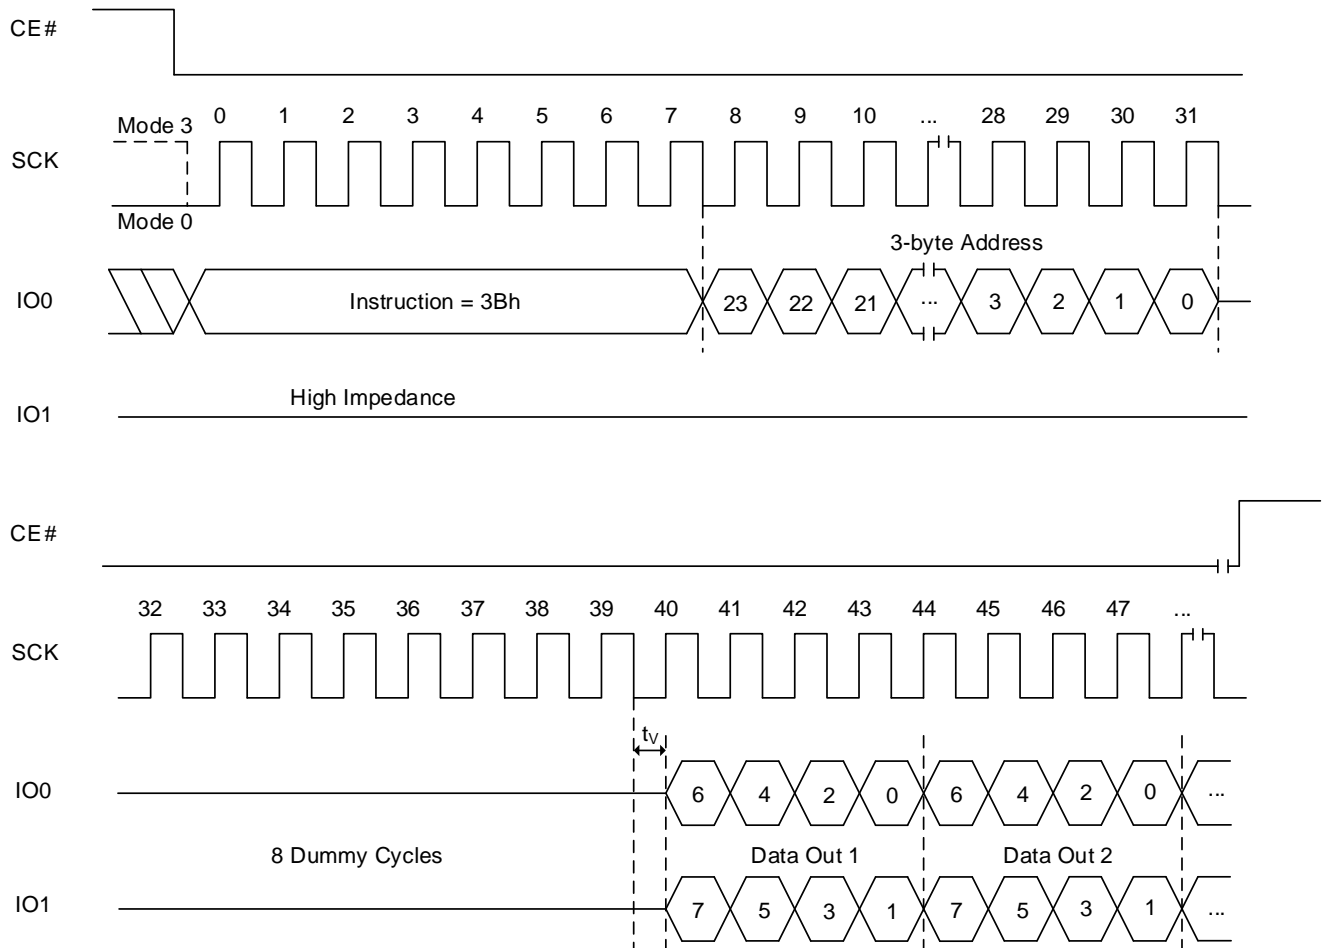 CE#
Mode 3 0 1 2 3 4 5 6 7 8 9 10 ... 28 29 30 31
SCK
Mode 0
3-byte Address
IO0 Instruction = 3Bh 23 22 21 ... 3 2 1 0
High Impedance
IO1
CE#
32 33 34 35 36 37 38 39 40 41 42 43 44 45 46 47 ...
SCK
tV
IO0 6 4 2 0 6 4 2 0 ...
8 Dummy Cycles Data Out 1 Data Out 2
IO1 7 5 3 1 7 5 3 1 ...